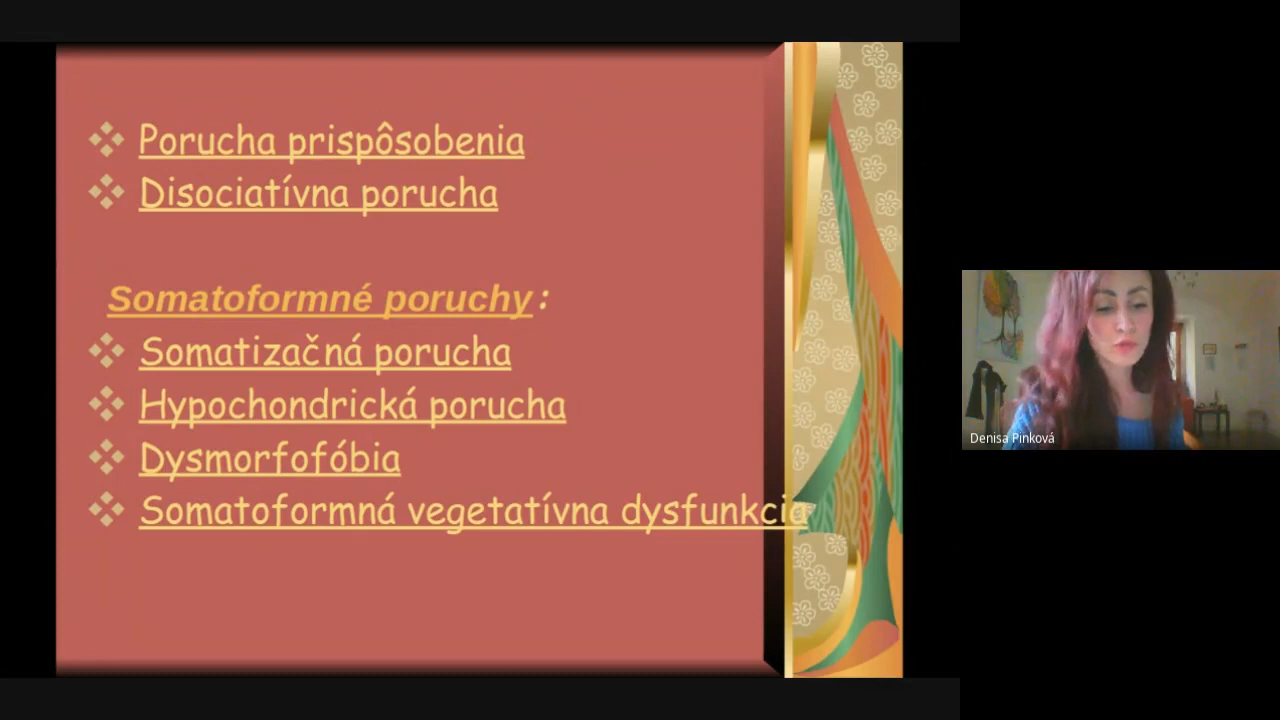 Porucha prispôsobenia
Disociatívna porucha
Somatoformné poruchy:
Somatizačná porucha
Hypochondrická porucha
Dysmorfofóbia
Somatoformná vegetatívna dysfunkcia
Denisa Pinková